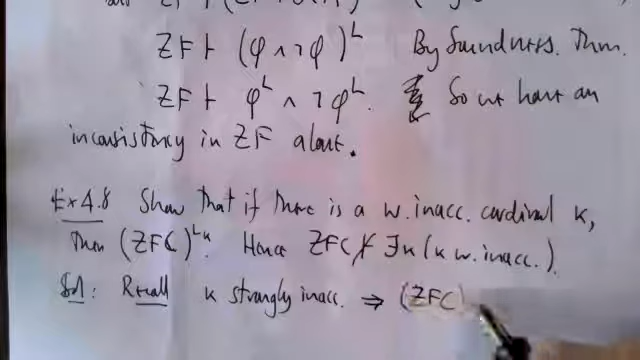 ZF ⊢ (φ ∧ ¬φ)^L By Soundness. Thm.
ZF ⊢ φ^L ∧ ¬φ^L. So we have an
inconsistency in ZF alone.
Ex 4.8 Show that if there is a w. inacc. cardinal κ,
then (ZFC)^{L_κ}. Hence ZFC ⊬ ∃κ (κ w. inacc.).
Sol: Recall κ strongly inacc. ⇒ (ZFC)